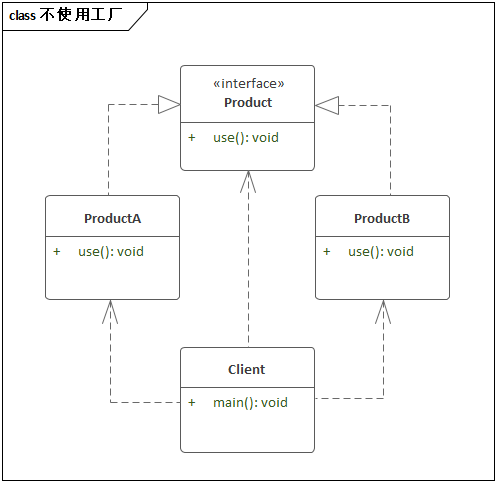 class 不使用工厂
«interface»
Product
+ use(): void
ProductA
+ use(): void
ProductB
+ use(): void
Client
+ main(): void